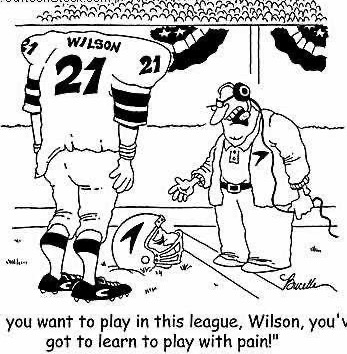 WILSON
21
21
21
you want to play in this league, Wilson, you'v
got to learn to play with pain!"